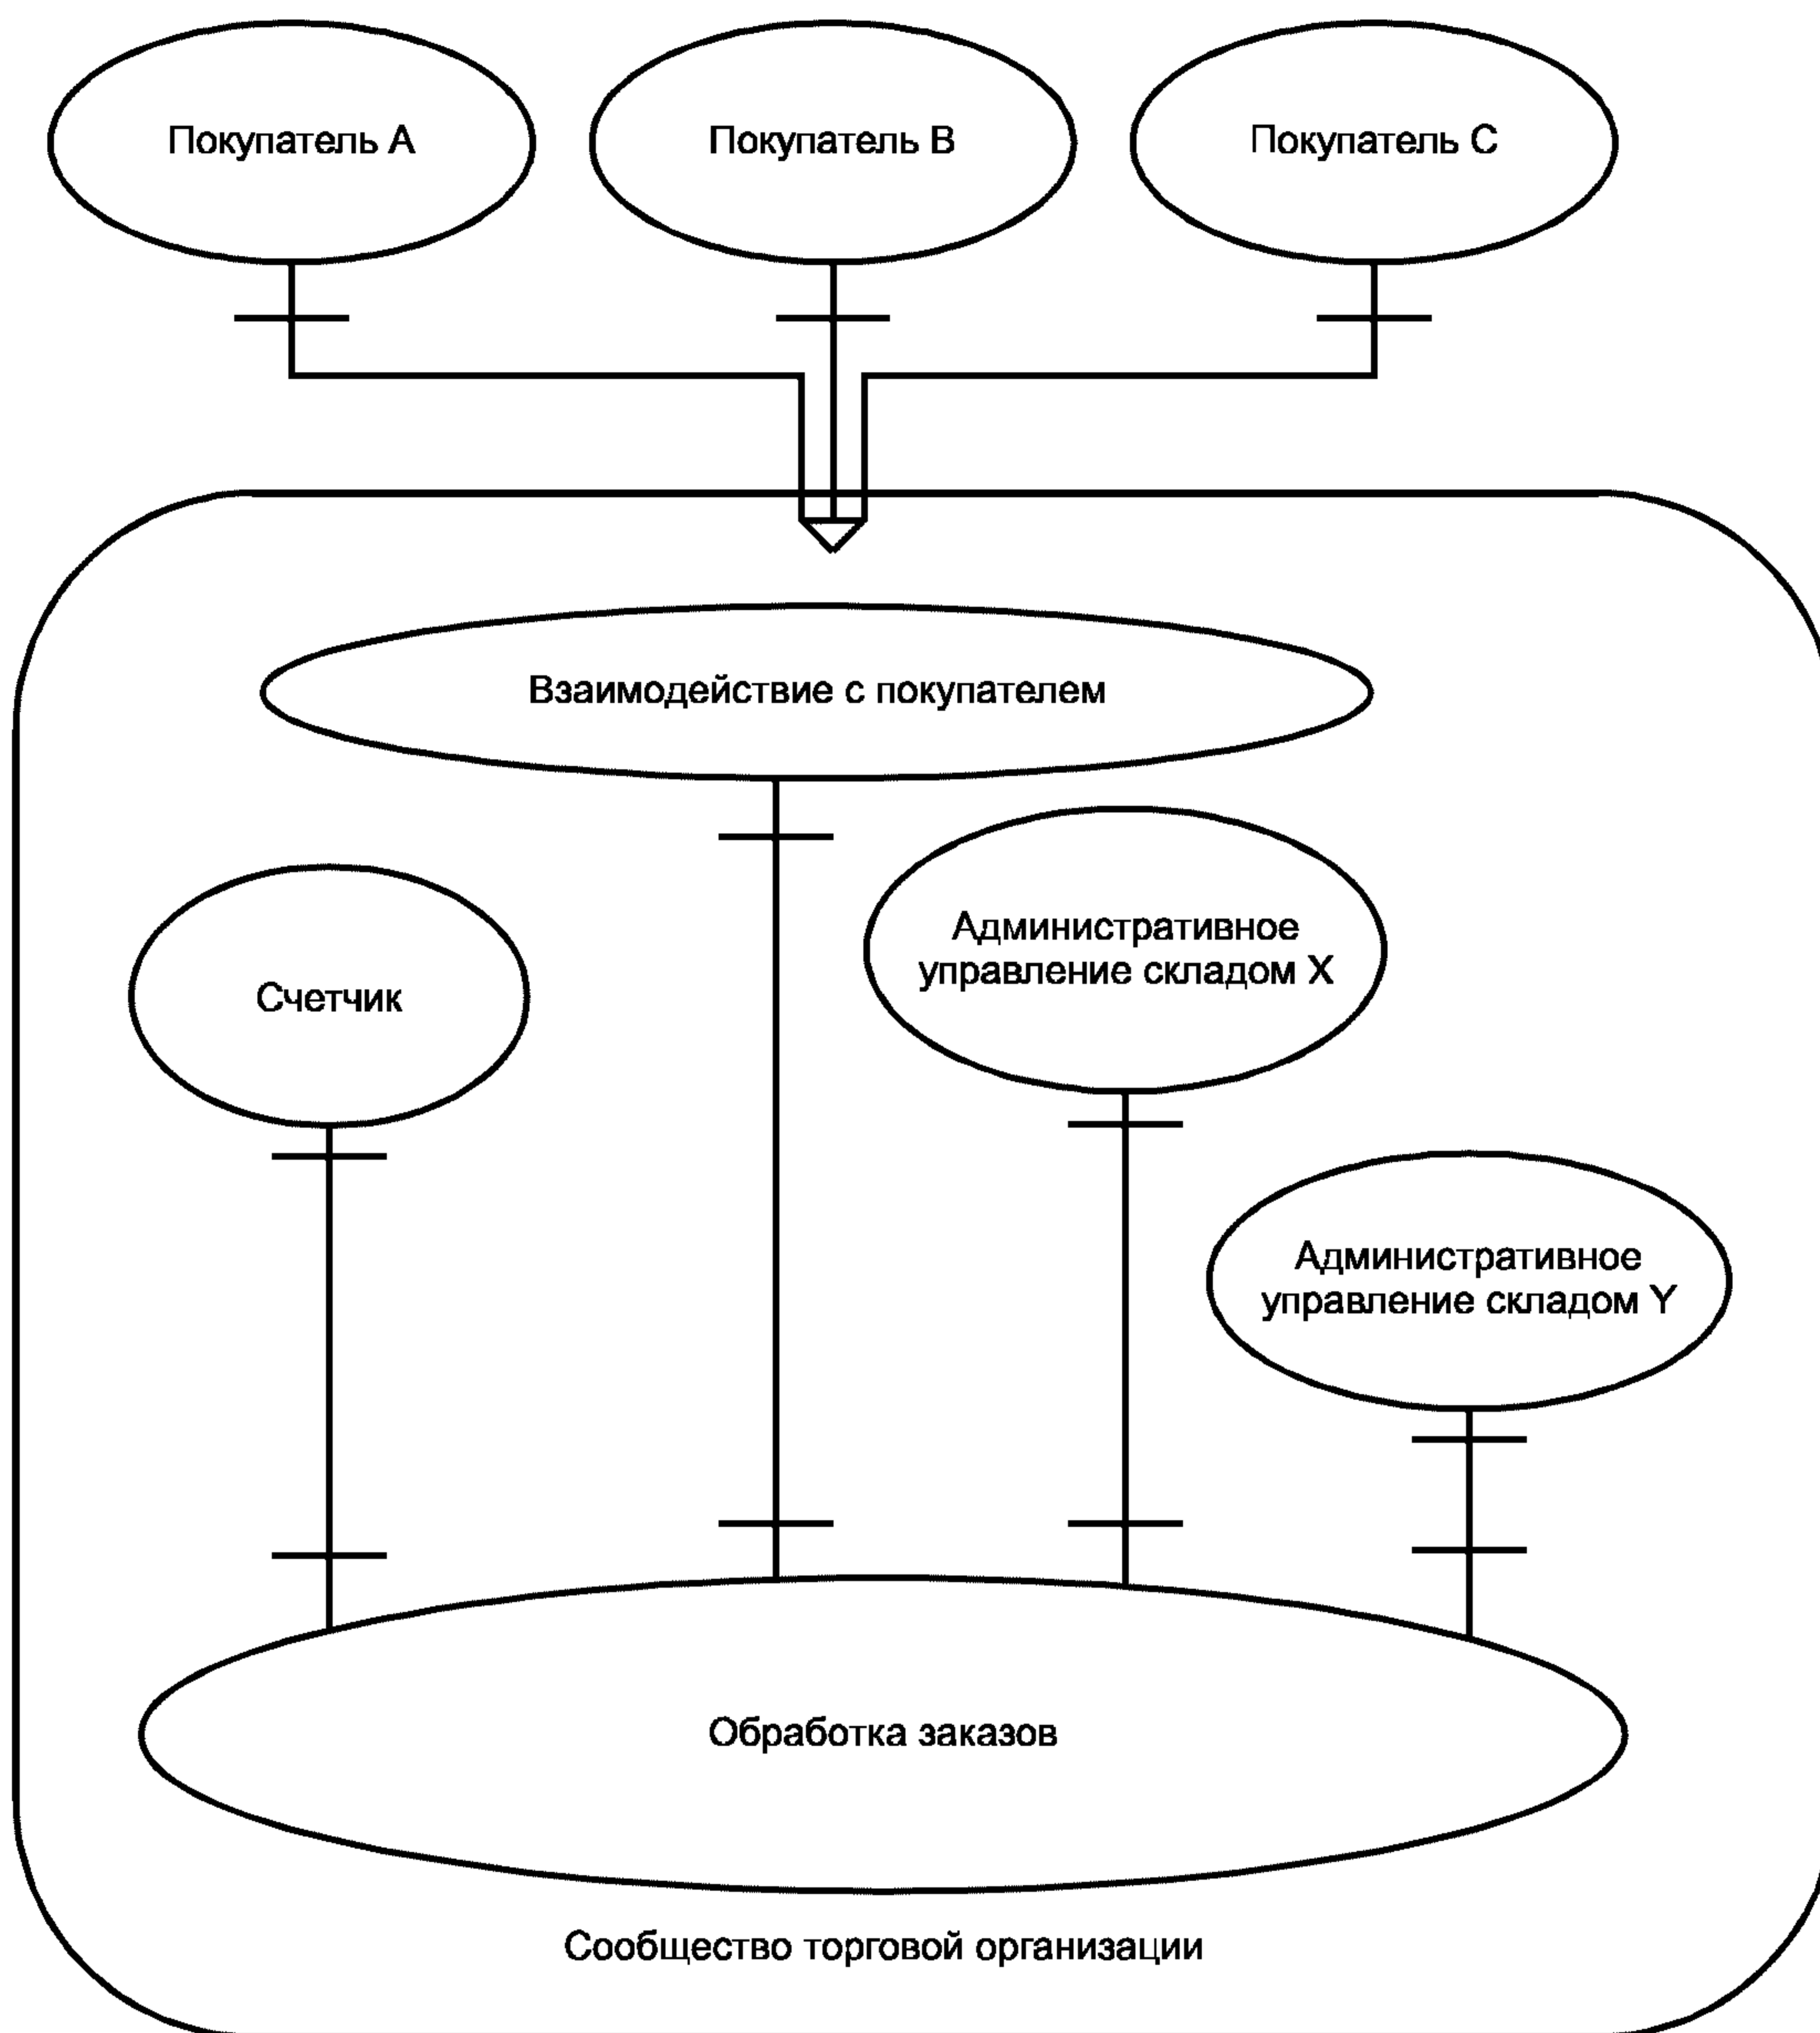 Покупатель A
Покупатель B
Покупатель C
Взаимодействие с покупателем
Административное
управление складом X
Счетчик
Административное
управление складом Y
Обработка заказов
Сообщество торговой организации